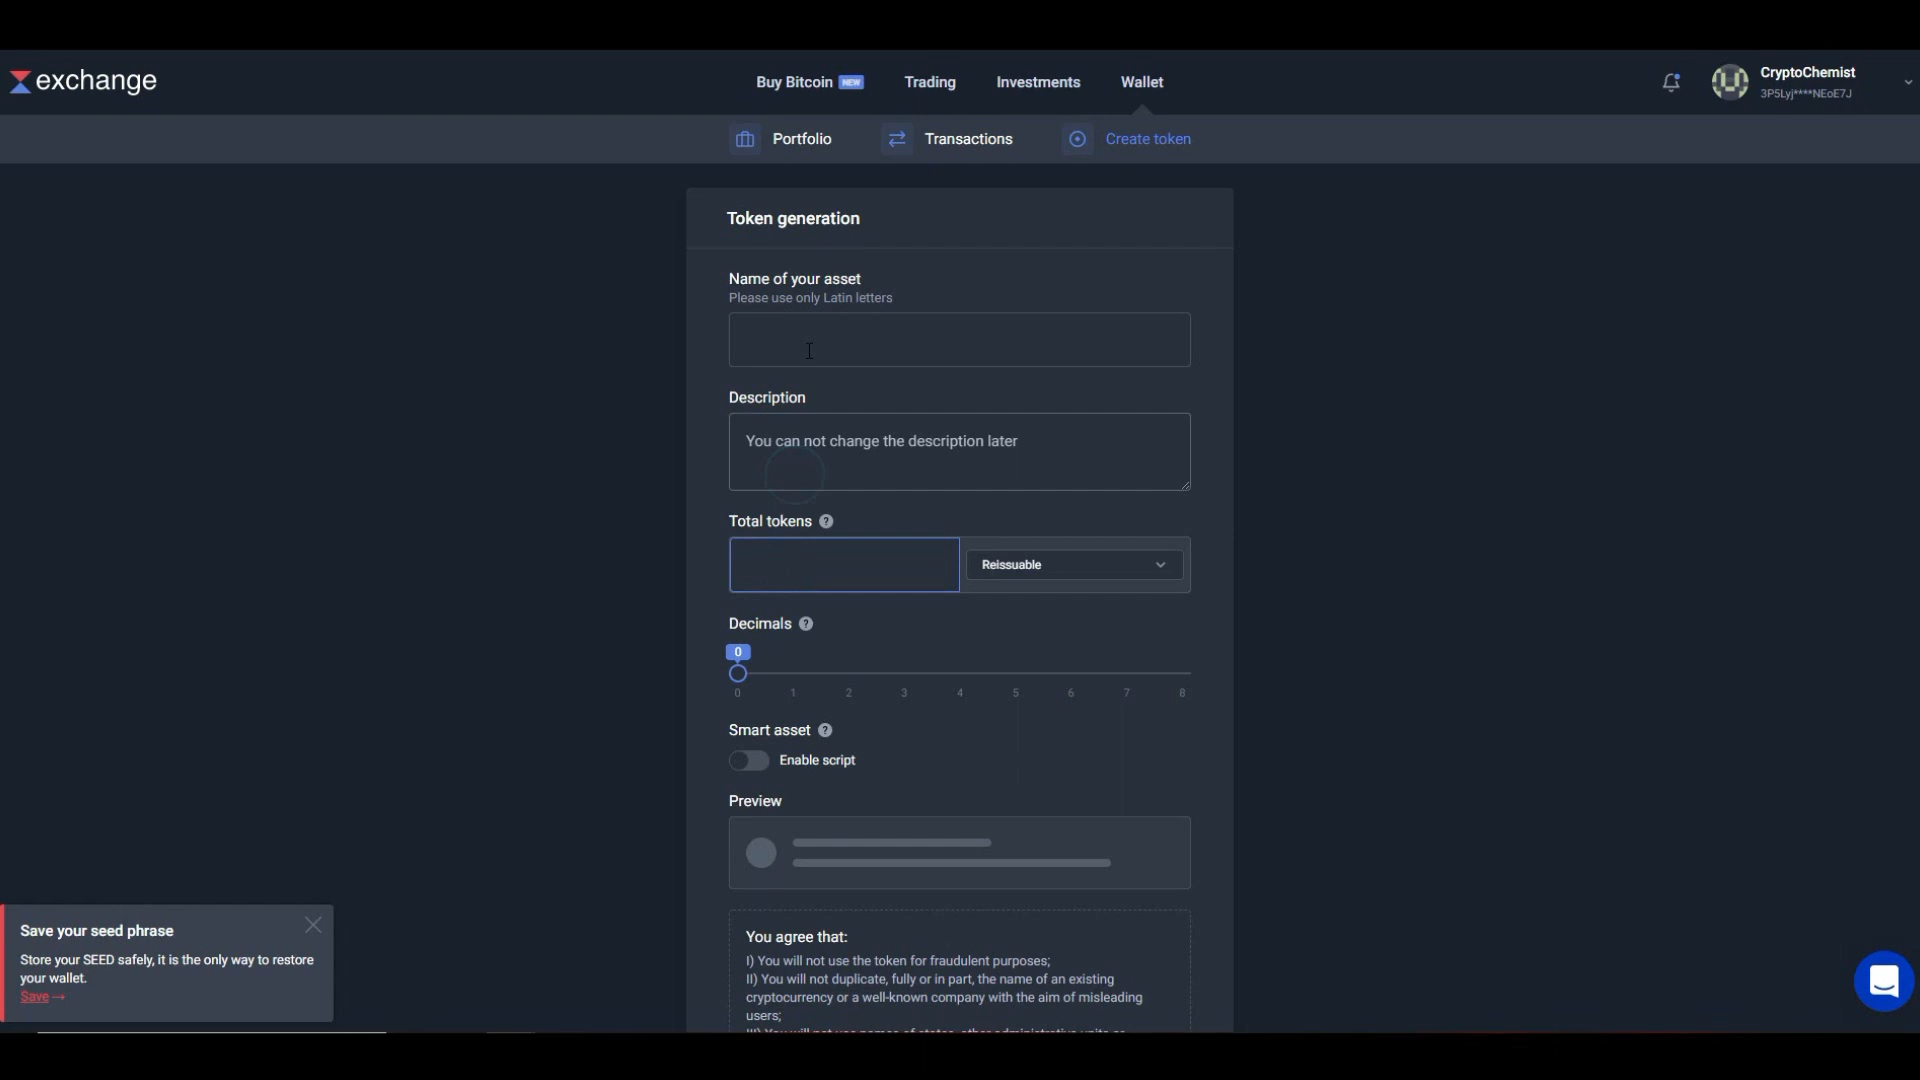 exchange
Buy Bitcoin NEW Trading Investments Wallet
CryptoChemist
3P5Lyj****NEoE7J
Portfolio Transactions Create token
Token generation
Name of your asset
Please use only Latin letters
Description
You can not change the description later
Total tokens ?
Reissuable
Decimals ?
0
0 1 2 3 4 5 6 7 8
Smart asset ?
Enable script
Preview
You agree that:
I) You will not use the token for fraudulent purposes;
II) You will not duplicate, fully or in part, the name of an existing
cryptocurrency or a well-known company with the aim of misleading
users;
Save your seed phrase
Store your SEED safely, it is the only way to restore
your wallet.
Save →